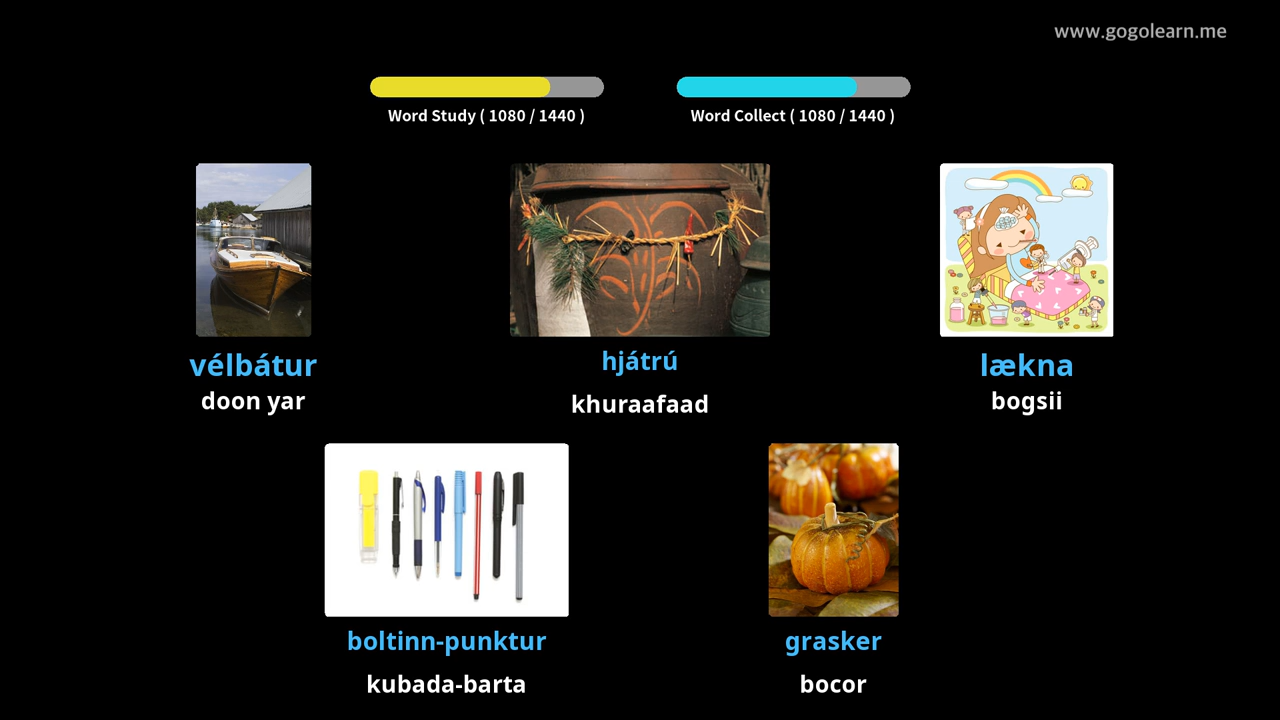 www.gogolearn.me
Word Study ( 1080 / 1440 )
Word Collect ( 1080 / 1440 )
vélbátur
doon yar
hjátrú
khuraafaad
lækna
bogsii
boltinn-punktur
kubada-barta
grasker
bocor